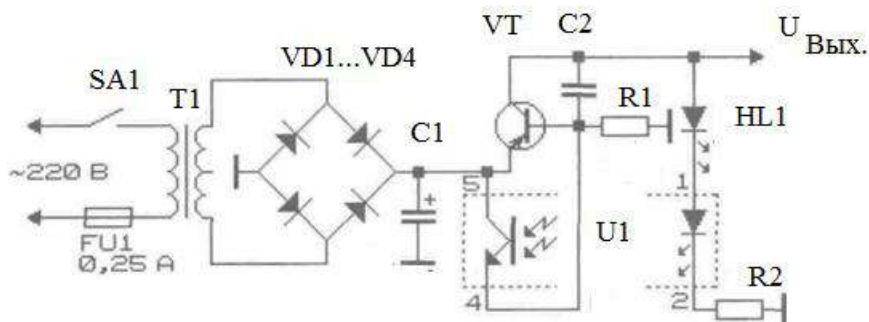 VT
C2
U Вых.
VD1...VD4
SA1
T1
R1
C1
HL1
+
~220 В
5
1
U1
FU1
0,25 А
4
2
R2